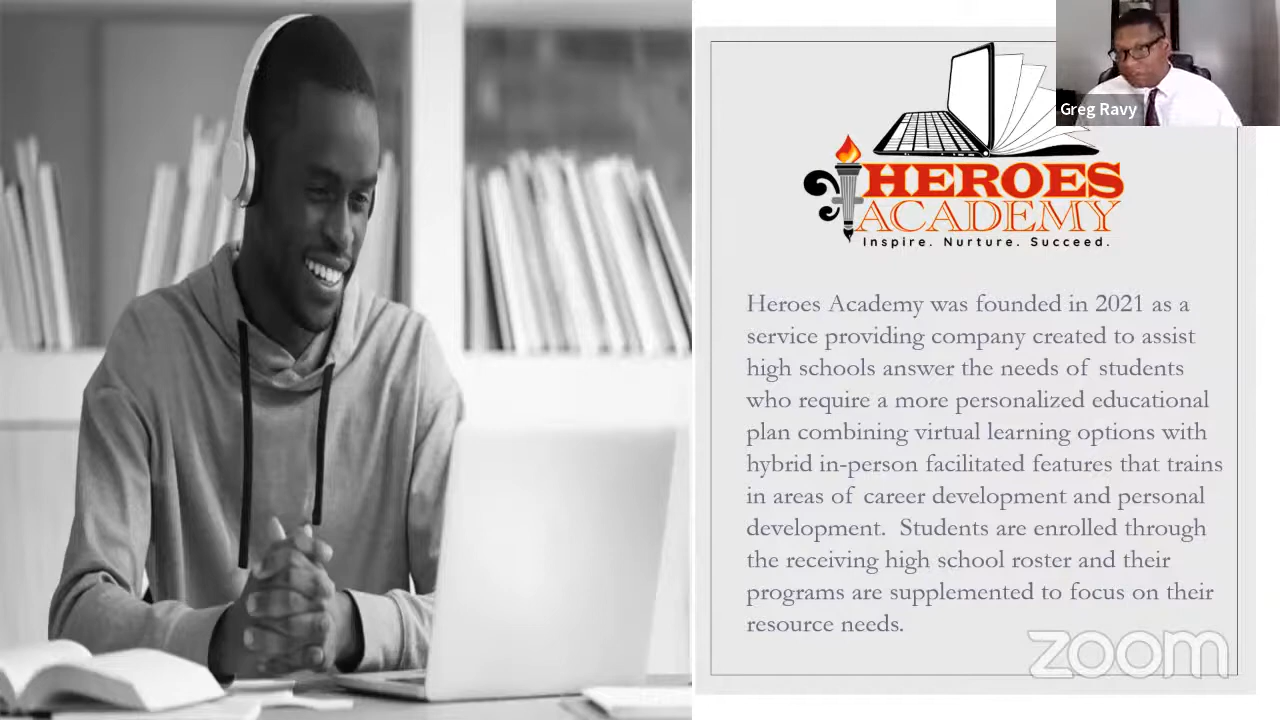 Greg Ravy
HEROES
ACADEMY
Inspire. Nurture. Succeed.
Heroes Academy was founded in 2021 as a
service providing company created to assist
high schools answer the needs of students
who require a more personalized educational
plan combining virtual learning options with
hybrid in-person facilitated features that trains
in areas of career development and personal
development.  Students are enrolled through
the receiving high school roster and their
programs are supplemented to focus on their
resource needs.
zoom